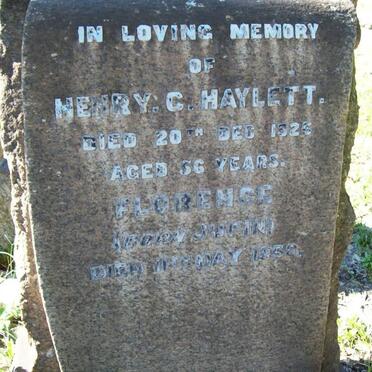 IN LOVING MEMORY
OF
HENRY. C. HAYLETT.
DIED 20TH DEC 1928
AGED 56 YEARS.
FLORENCE
DIED MAY